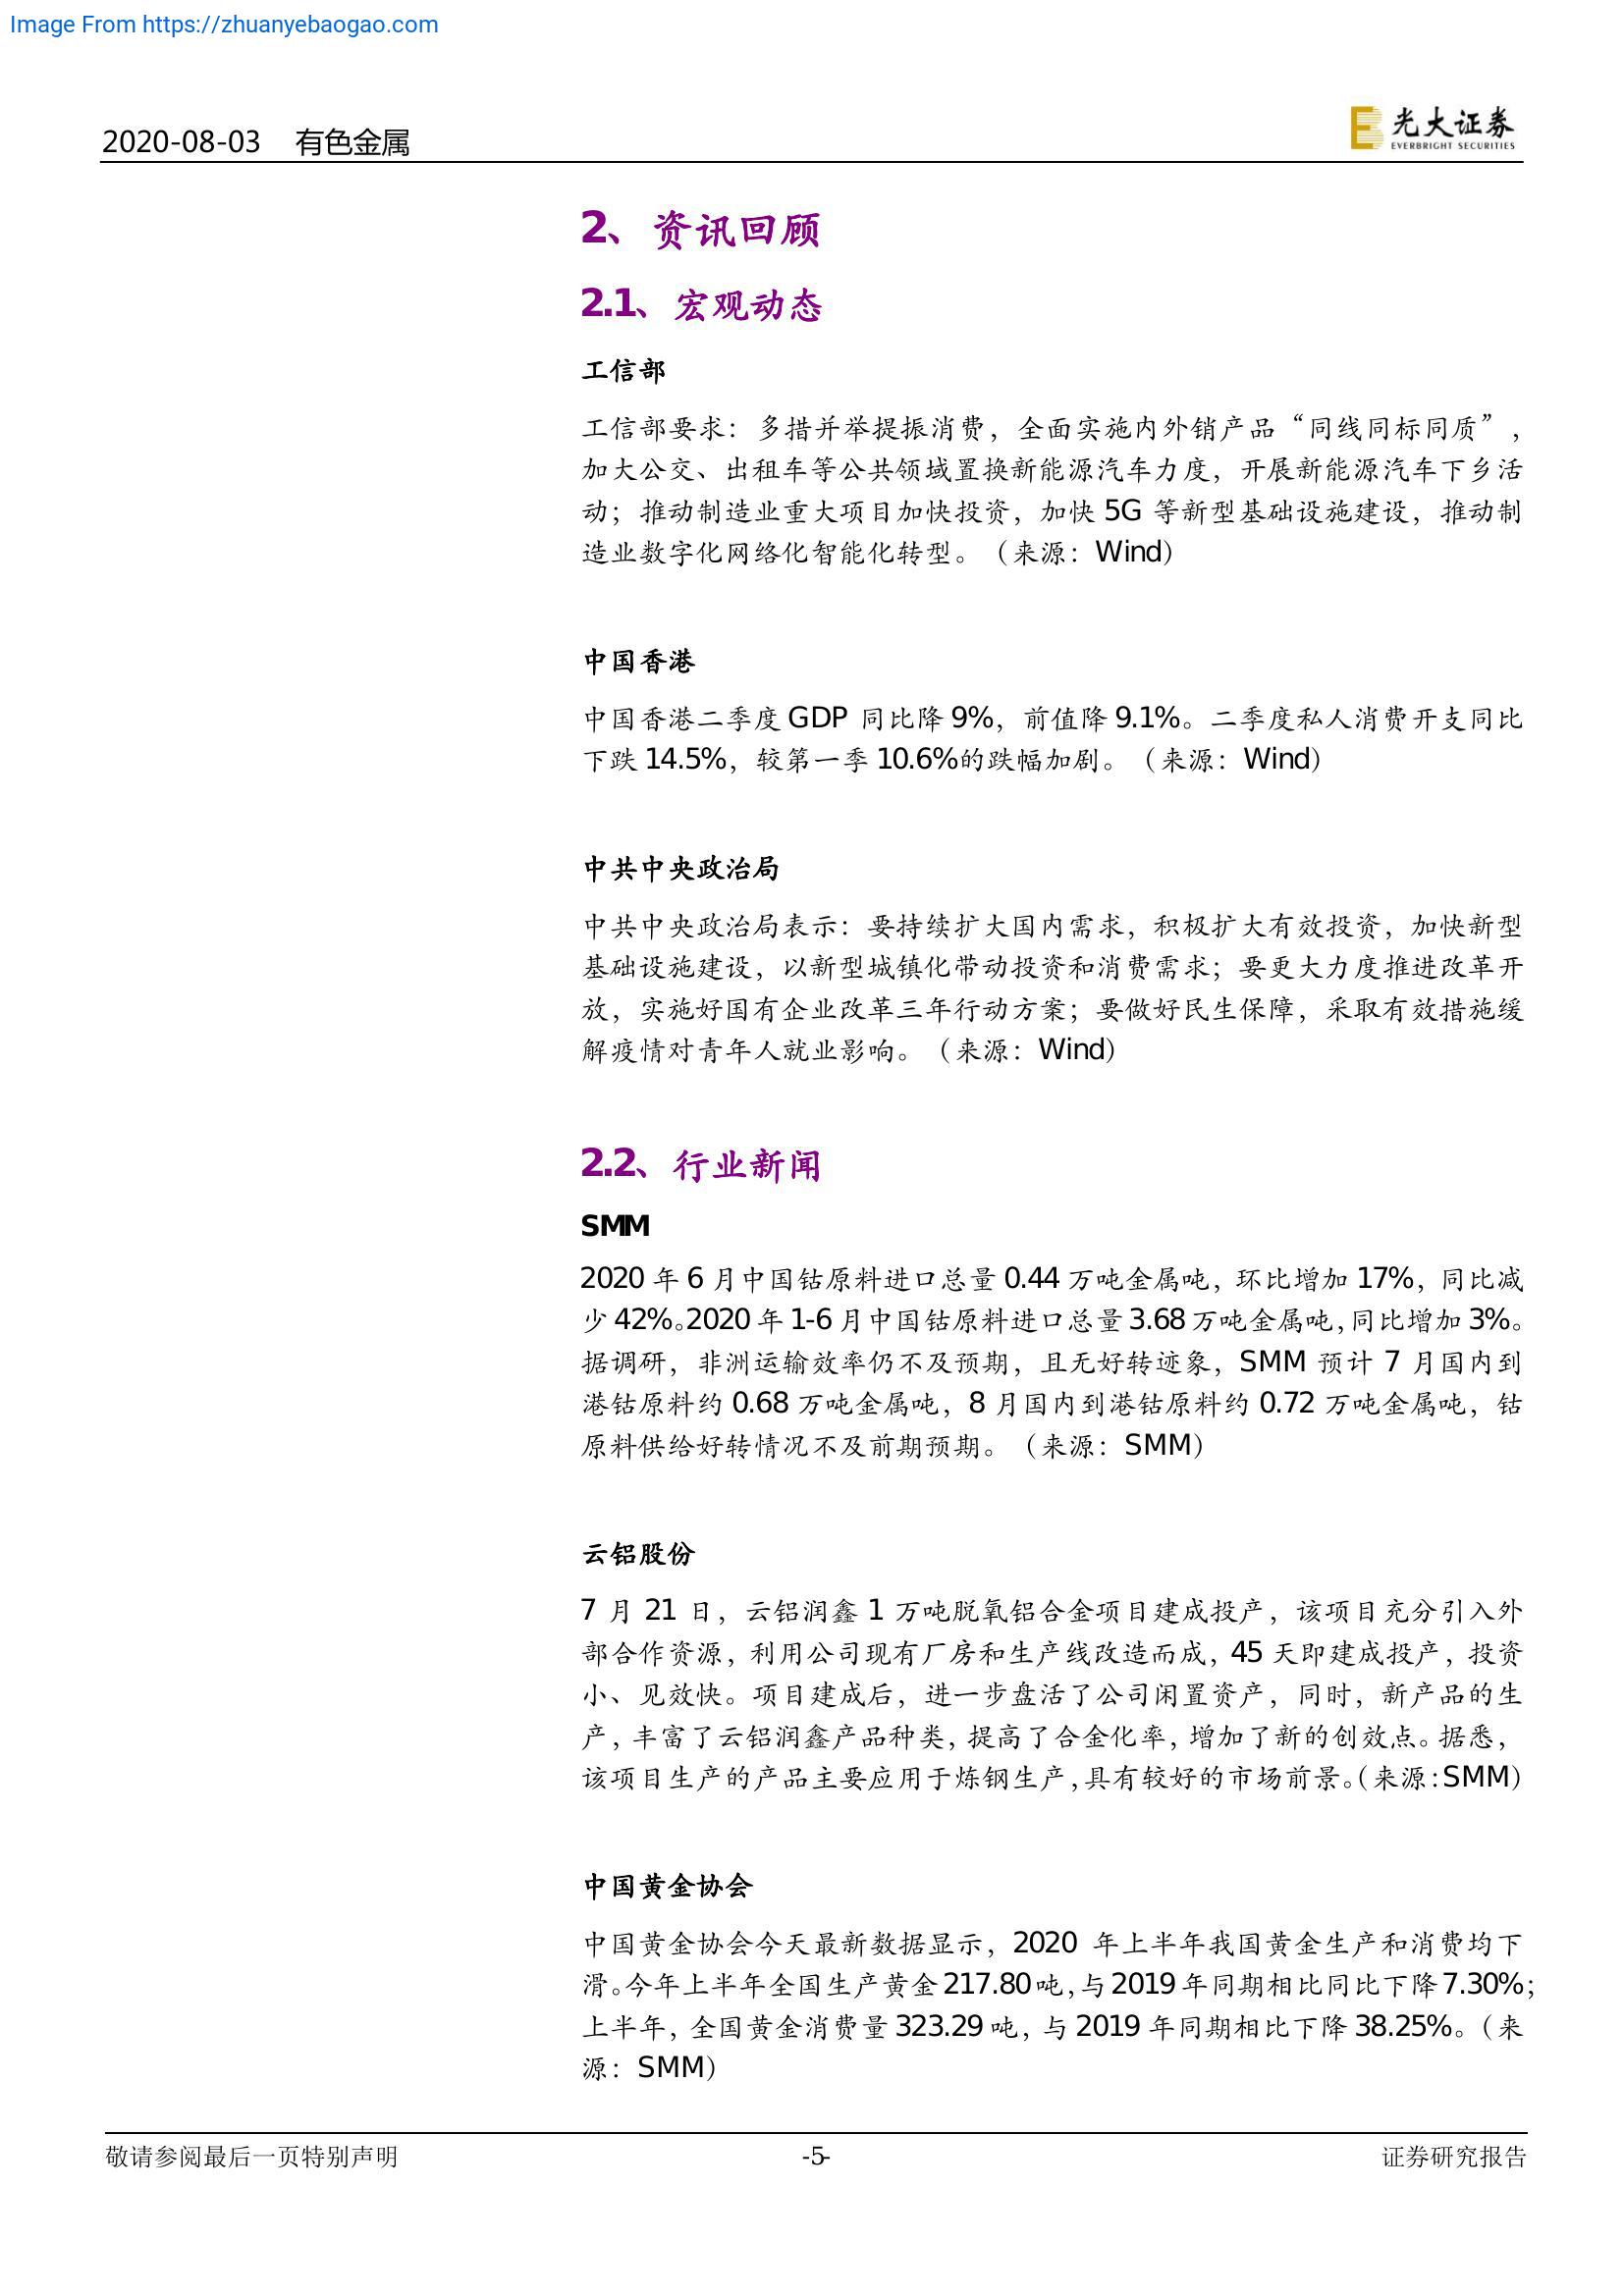 Image From https://zhuanyebaogao.com
2020-08-03 有色金属
光大证券
EVERBRIGHT SECURITIES
2、资讯回顾
2.1、宏观动态
工信部
工信部要求：多措并举提振消费，全面实施内外销产品“同线同标同质”，
加大公交、出租车等公共领域置换新能源汽车力度，开展新能源汽车下乡活
动；推动制造业重大项目加快投资，加快 5G 等新型基础设施建设，推动制
造业数字化网络化智能化转型。（来源：Wind）
中国香港
中国香港二季度 GDP 同比降 9%，前值降 9.1%。二季度私人消费开支同比
下跌 14.5%，较第一季 10.6%的跌幅加剧。（来源：Wind）
中共中央政治局
中共中央政治局表示：要持续扩大国内需求，积极扩大有效投资，加快新型
基础设施建设，以新型城镇化带动投资和消费需求；要更大力度推进改革开
放，实施好国有企业改革三年行动方案；要做好民生保障，采取有效措施缓
解疫情对青年人就业影响。（来源：Wind）
2.2、行业新闻
SMM
2020 年 6 月中国钴原料进口总量 0.44 万吨金属吨，环比增加 17%，同比减
少 42%。2020 年 1-6 月中国钴原料进口总量 3.68 万吨金属吨，同比增加 3%。
据调研，非洲运输效率仍不及预期，且无好转迹象，SMM 预计 7 月国内到
港钴原料约 0.68 万吨金属吨，8 月国内到港钴原料约 0.72 万吨金属吨，钴
原料供给好转情况不及前期预期。（来源：SMM）
云铝股份
7 月 21 日，云铝润鑫 1 万吨脱氧铝合金项目建成投产，该项目充分引入外
部合作资源，利用公司现有厂房和生产线改造而成，45 天即建成投产，投资
小、见效快。项目建成后，进一步盘活了公司闲置资产，同时，新产品的生
产，丰富了云铝润鑫产品种类，提高了合金化率，增加了新的创效点。据悉，
该项目生产的产品主要应用于炼钢生产，具有较好的市场前景。（来源：SMM）
中国黄金协会
中国黄金协会今天最新数据显示，2020 年上半年我国黄金生产和消费均下
滑。今年上半年全国生产黄金 217.80 吨，与 2019 年同期相比同比下降 7.30%；
上半年，全国黄金消费量 323.29 吨，与 2019 年同期相比下降 38.25%。（来
源：SMM）
敬请参阅最后一页特别声明 -5- 证券研究报告